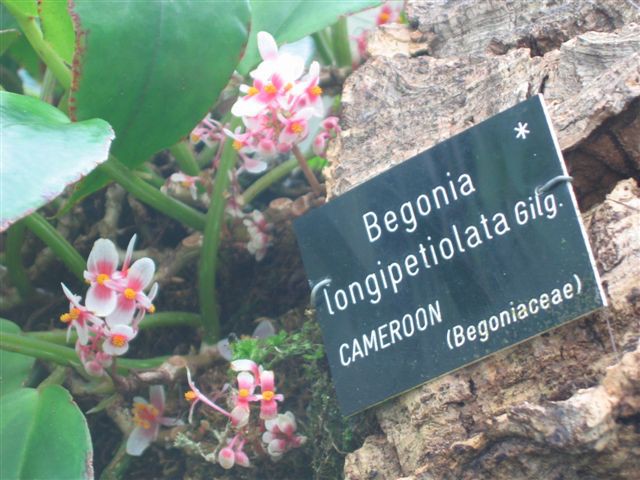 *
Begonia
longipetiolata Gilg.
CAMEROON (Begoniaceae)